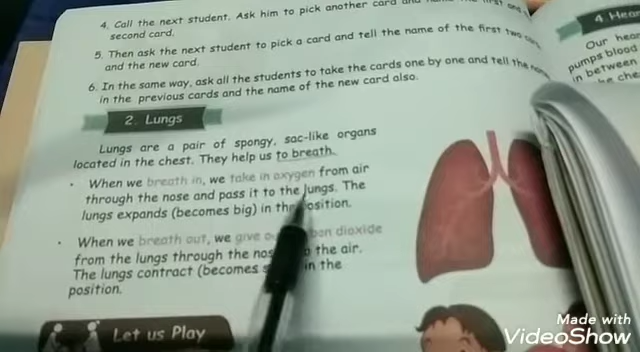 4. Call the next student. Ask him to pick another card and
second card.
5. Then ask the next student to pick a card and tell the name of the first two
and the new card.
6. In the same way, ask all the students to take the cards one by one and tell the
in the previous cards and the name of the new card also.
2. Lungs
Lungs are a pair of spongy, sac-like organs
located in the chest. They help us to breath.
• When we breath in, we take in oxygen from air
through the nose and pass it to the lungs. The
lungs expands (becomes big) in the position.
• When we breath out, we give dioxide
from the lungs through the the air.
The lungs contract (becomes in the
position.
Let us Play
4. Hear
Our hear
pumps blood
in between
che
Made with
VideoShow